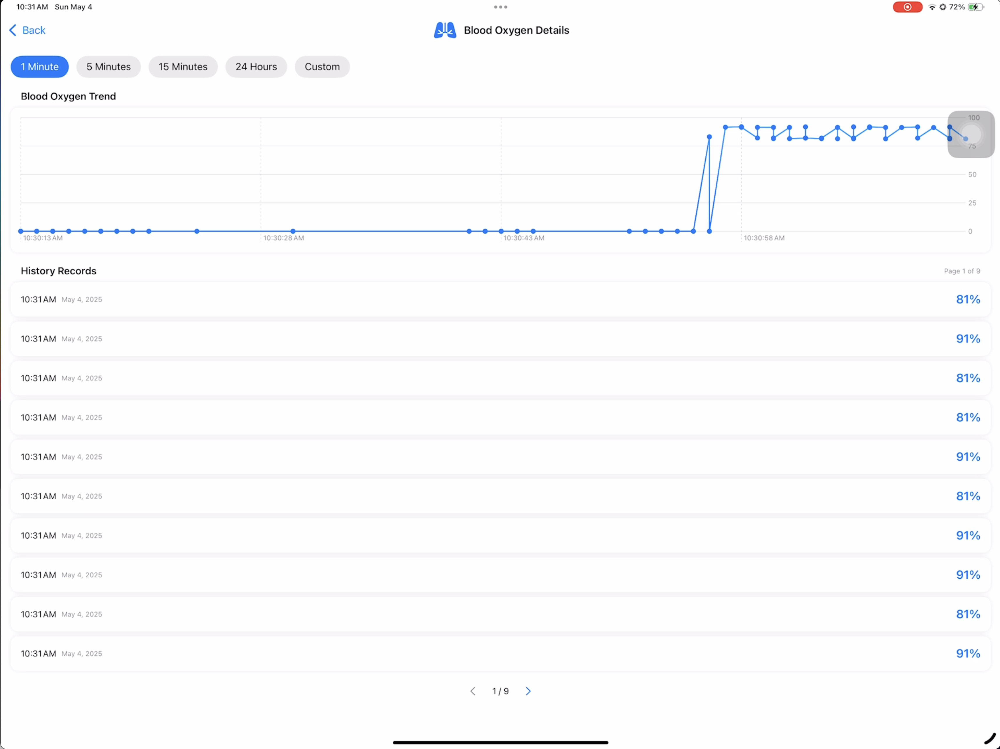 10:31 AM Sun May 4
72%
Back
Blood Oxygen Details
1 Minute
5 Minutes
15 Minutes
24 Hours
Custom
Blood Oxygen Trend
100
75
50
25
0
10:30:13 AM
10:30:28 AM
10:30:43 AM
10:30:58 AM
History Records
Page 1 of 9
10:31 AM May 4, 2025 81%
10:31 AM May 4, 2025 91%
10:31 AM May 4, 2025 81%
10:31 AM May 4, 2025 81%
10:31 AM May 4, 2025 91%
10:31 AM May 4, 2025 81%
10:31 AM May 4, 2025 91%
10:31 AM May 4, 2025 91%
10:31 AM May 4, 2025 81%
10:31 AM May 4, 2025 91%
1 / 9